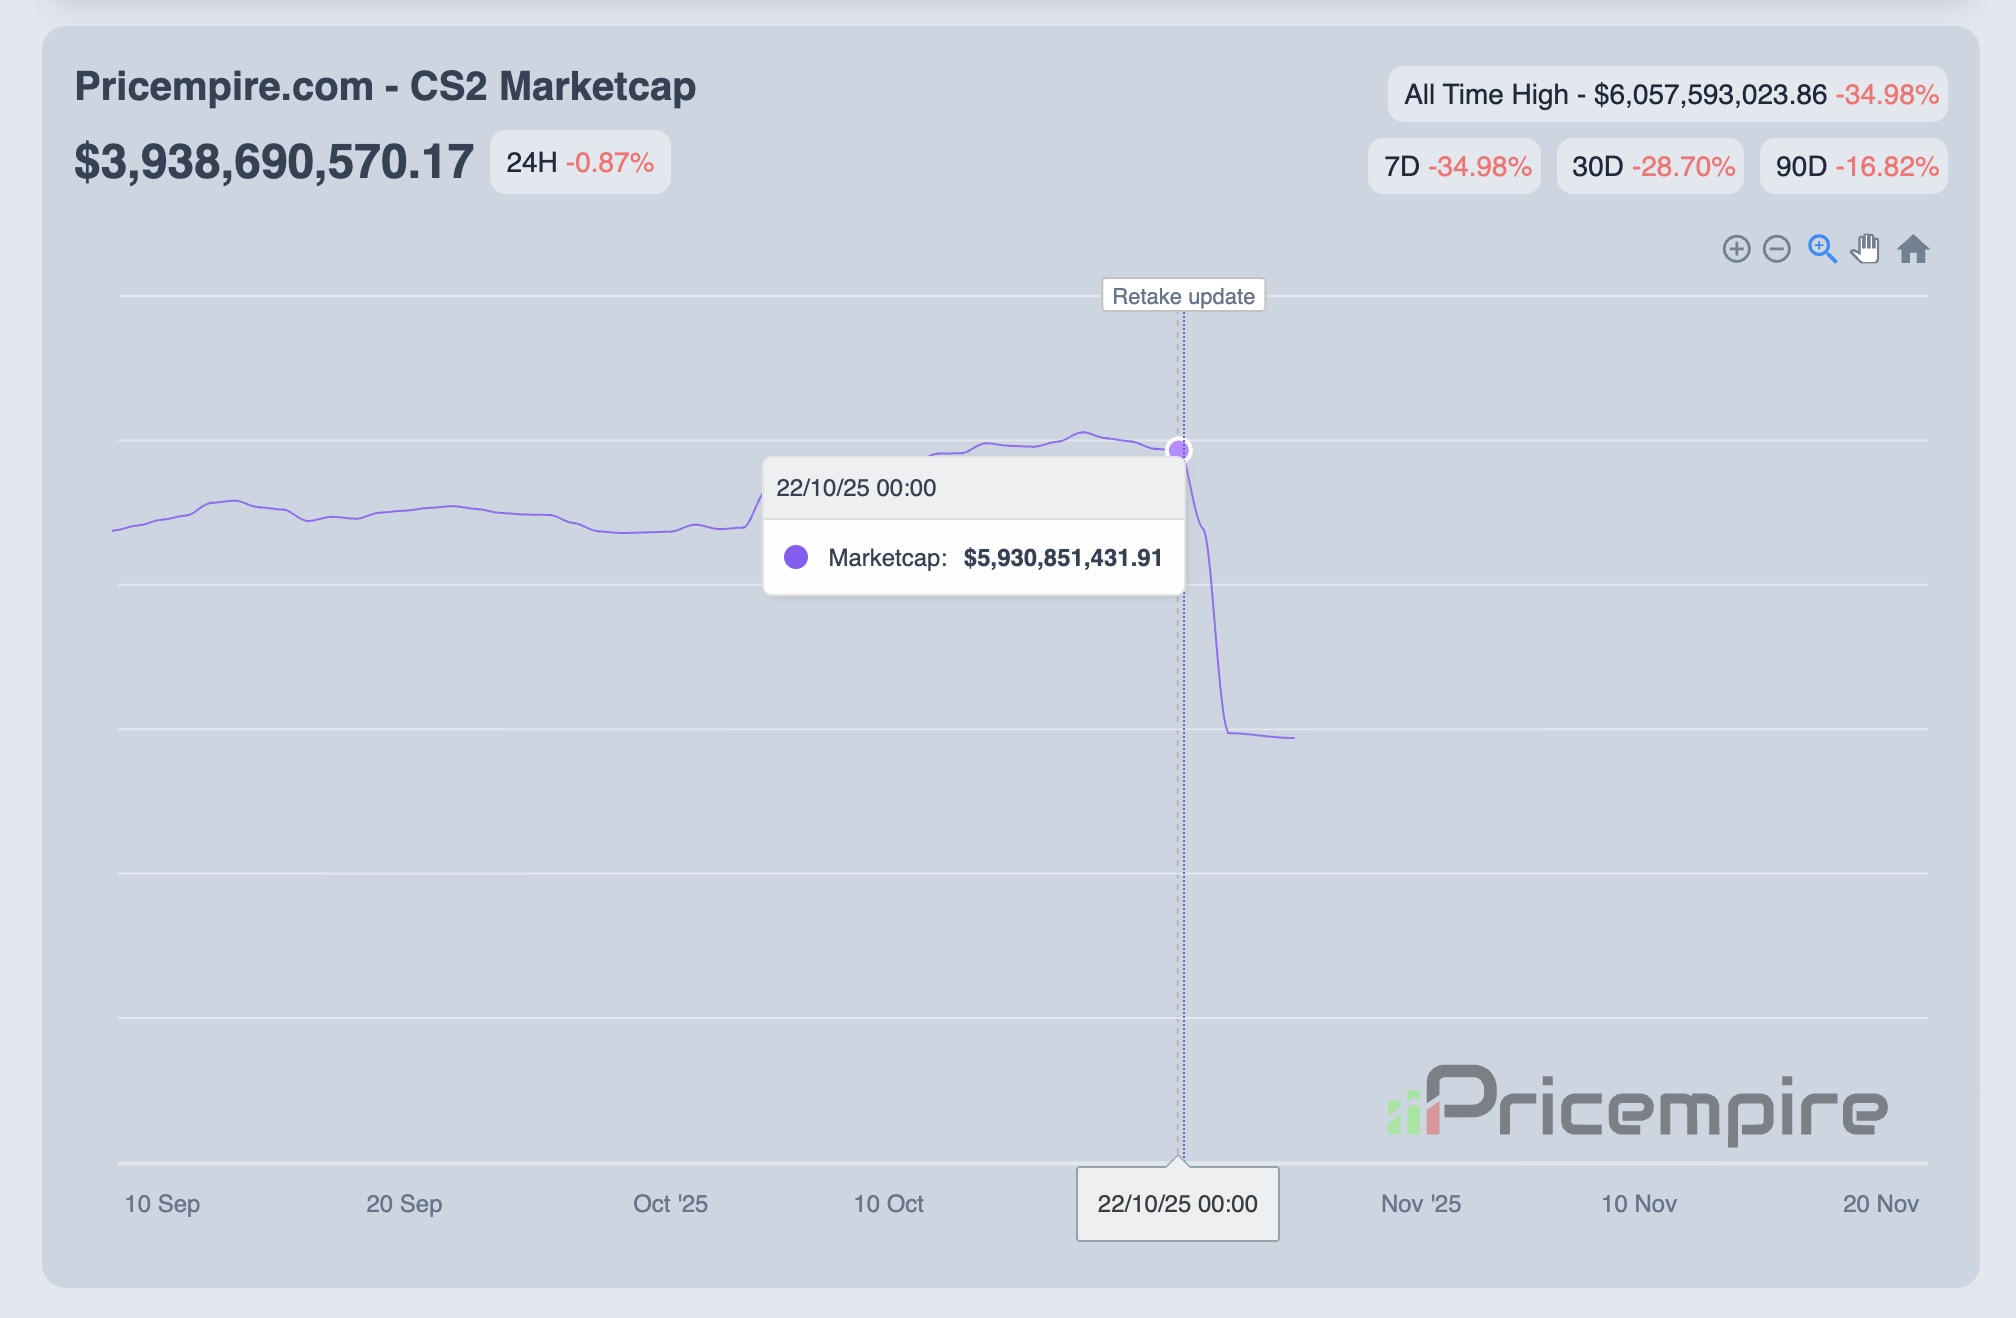 Pricempire.com - CS2 Marketcap
$3,938,690,570.17 24H -0.87%
All Time High - $6,057,593,023.86 -34.98%
7D -34.98% 30D -28.70% 90D -16.82%
Retake update
22/10/25 00:00
Marketcap: $5,930,851,431.91
Pricempire
10 Sep 20 Sep Oct '25 10 Oct 22/10/25 00:00 Nov '25 10 Nov 20 Nov